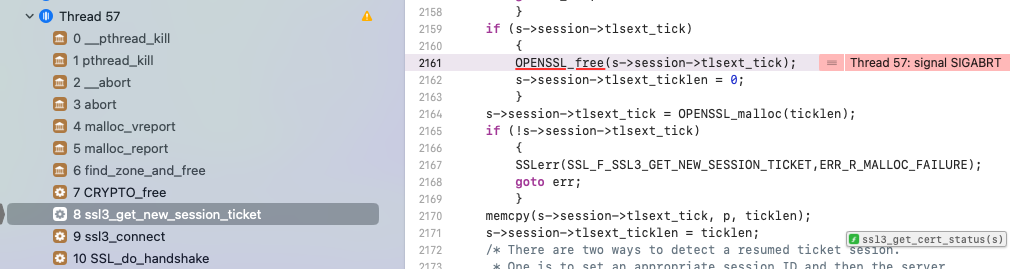 Thread 57
0 __pthread_kill
1 pthread_kill
2 __abort
3 abort
4 malloc_vreport
5 malloc_report
6 find_zone_and_free
7 CRYPTO_free
8 ssl3_get_new_session_ticket
9 ssl3_connect
10 SSL_do_handshake
2158 }
2159 if (s->session->tlsext_tick)
2160 {
2161 OPENSSL_free(s->session->tlsext_tick); = Thread 57: signal SIGABRT
2162 s->session->tlsext_ticklen = 0;
2163 }
2164 s->session->tlsext_tick = OPENSSL_malloc(ticklen);
2165 if (!s->session->tlsext_tick)
2166 {
2167 SSLerr(SSL_F_SSL3_GET_NEW_SESSION_TICKET,ERR_R_MALLOC_FAILURE);
2168 goto err;
2169 }
2170 memcpy(s->session->tlsext_tick, p, ticklen);
2171 s->session->tlsext_ticklen = ticklen;
f ssl3_get_cert_status(s)
2172 /* There are two ways to detect a resumed ticket sesion.
2173 * One is to set an appropriate session ID and then the server